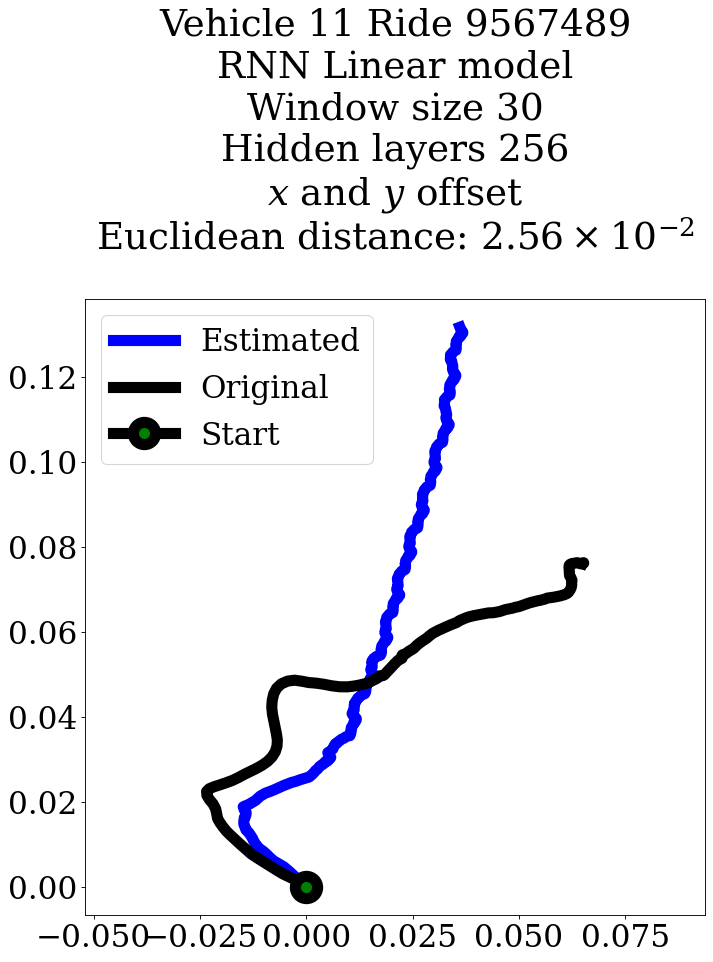 Vehicle 11 Ride 9567489
RNN Linear model
Window size 30
Hidden layers 256
x and y offset
Euclidean distance: 2.56 × 10⁻²
Estimated
Original
Start
0.12
0.10
0.08
0.06
0.04
0.02
0.00
−0.050 −0.025 0.000 0.025 0.050 0.075